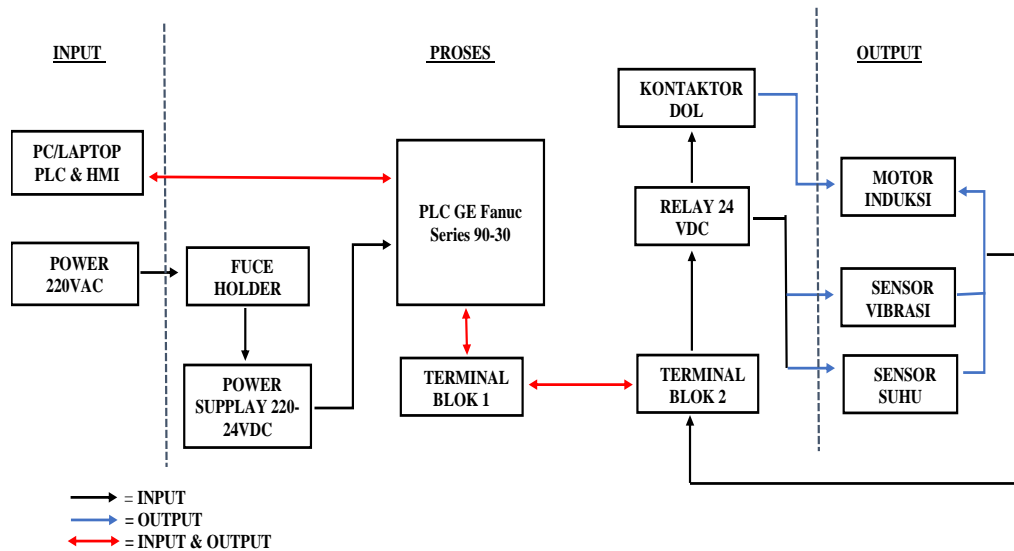 INPUT
PROSES
OUTPUT
PC/LAPTOP
PLC & HMI
POWER
220VAC
FUCE
HOLDER
POWER
SUPPLAY 220-
24VDC
PLC GE Fanuc
Series 90-30
TERMINAL
BLOK 1
KONTAKTOR
DOL
RELAY 24
VDC
TERMINAL
BLOK 2
MOTOR
INDUKSI
SENSOR
VIBRASI
SENSOR
SUHU
= INPUT
= OUTPUT
= INPUT & OUTPUT